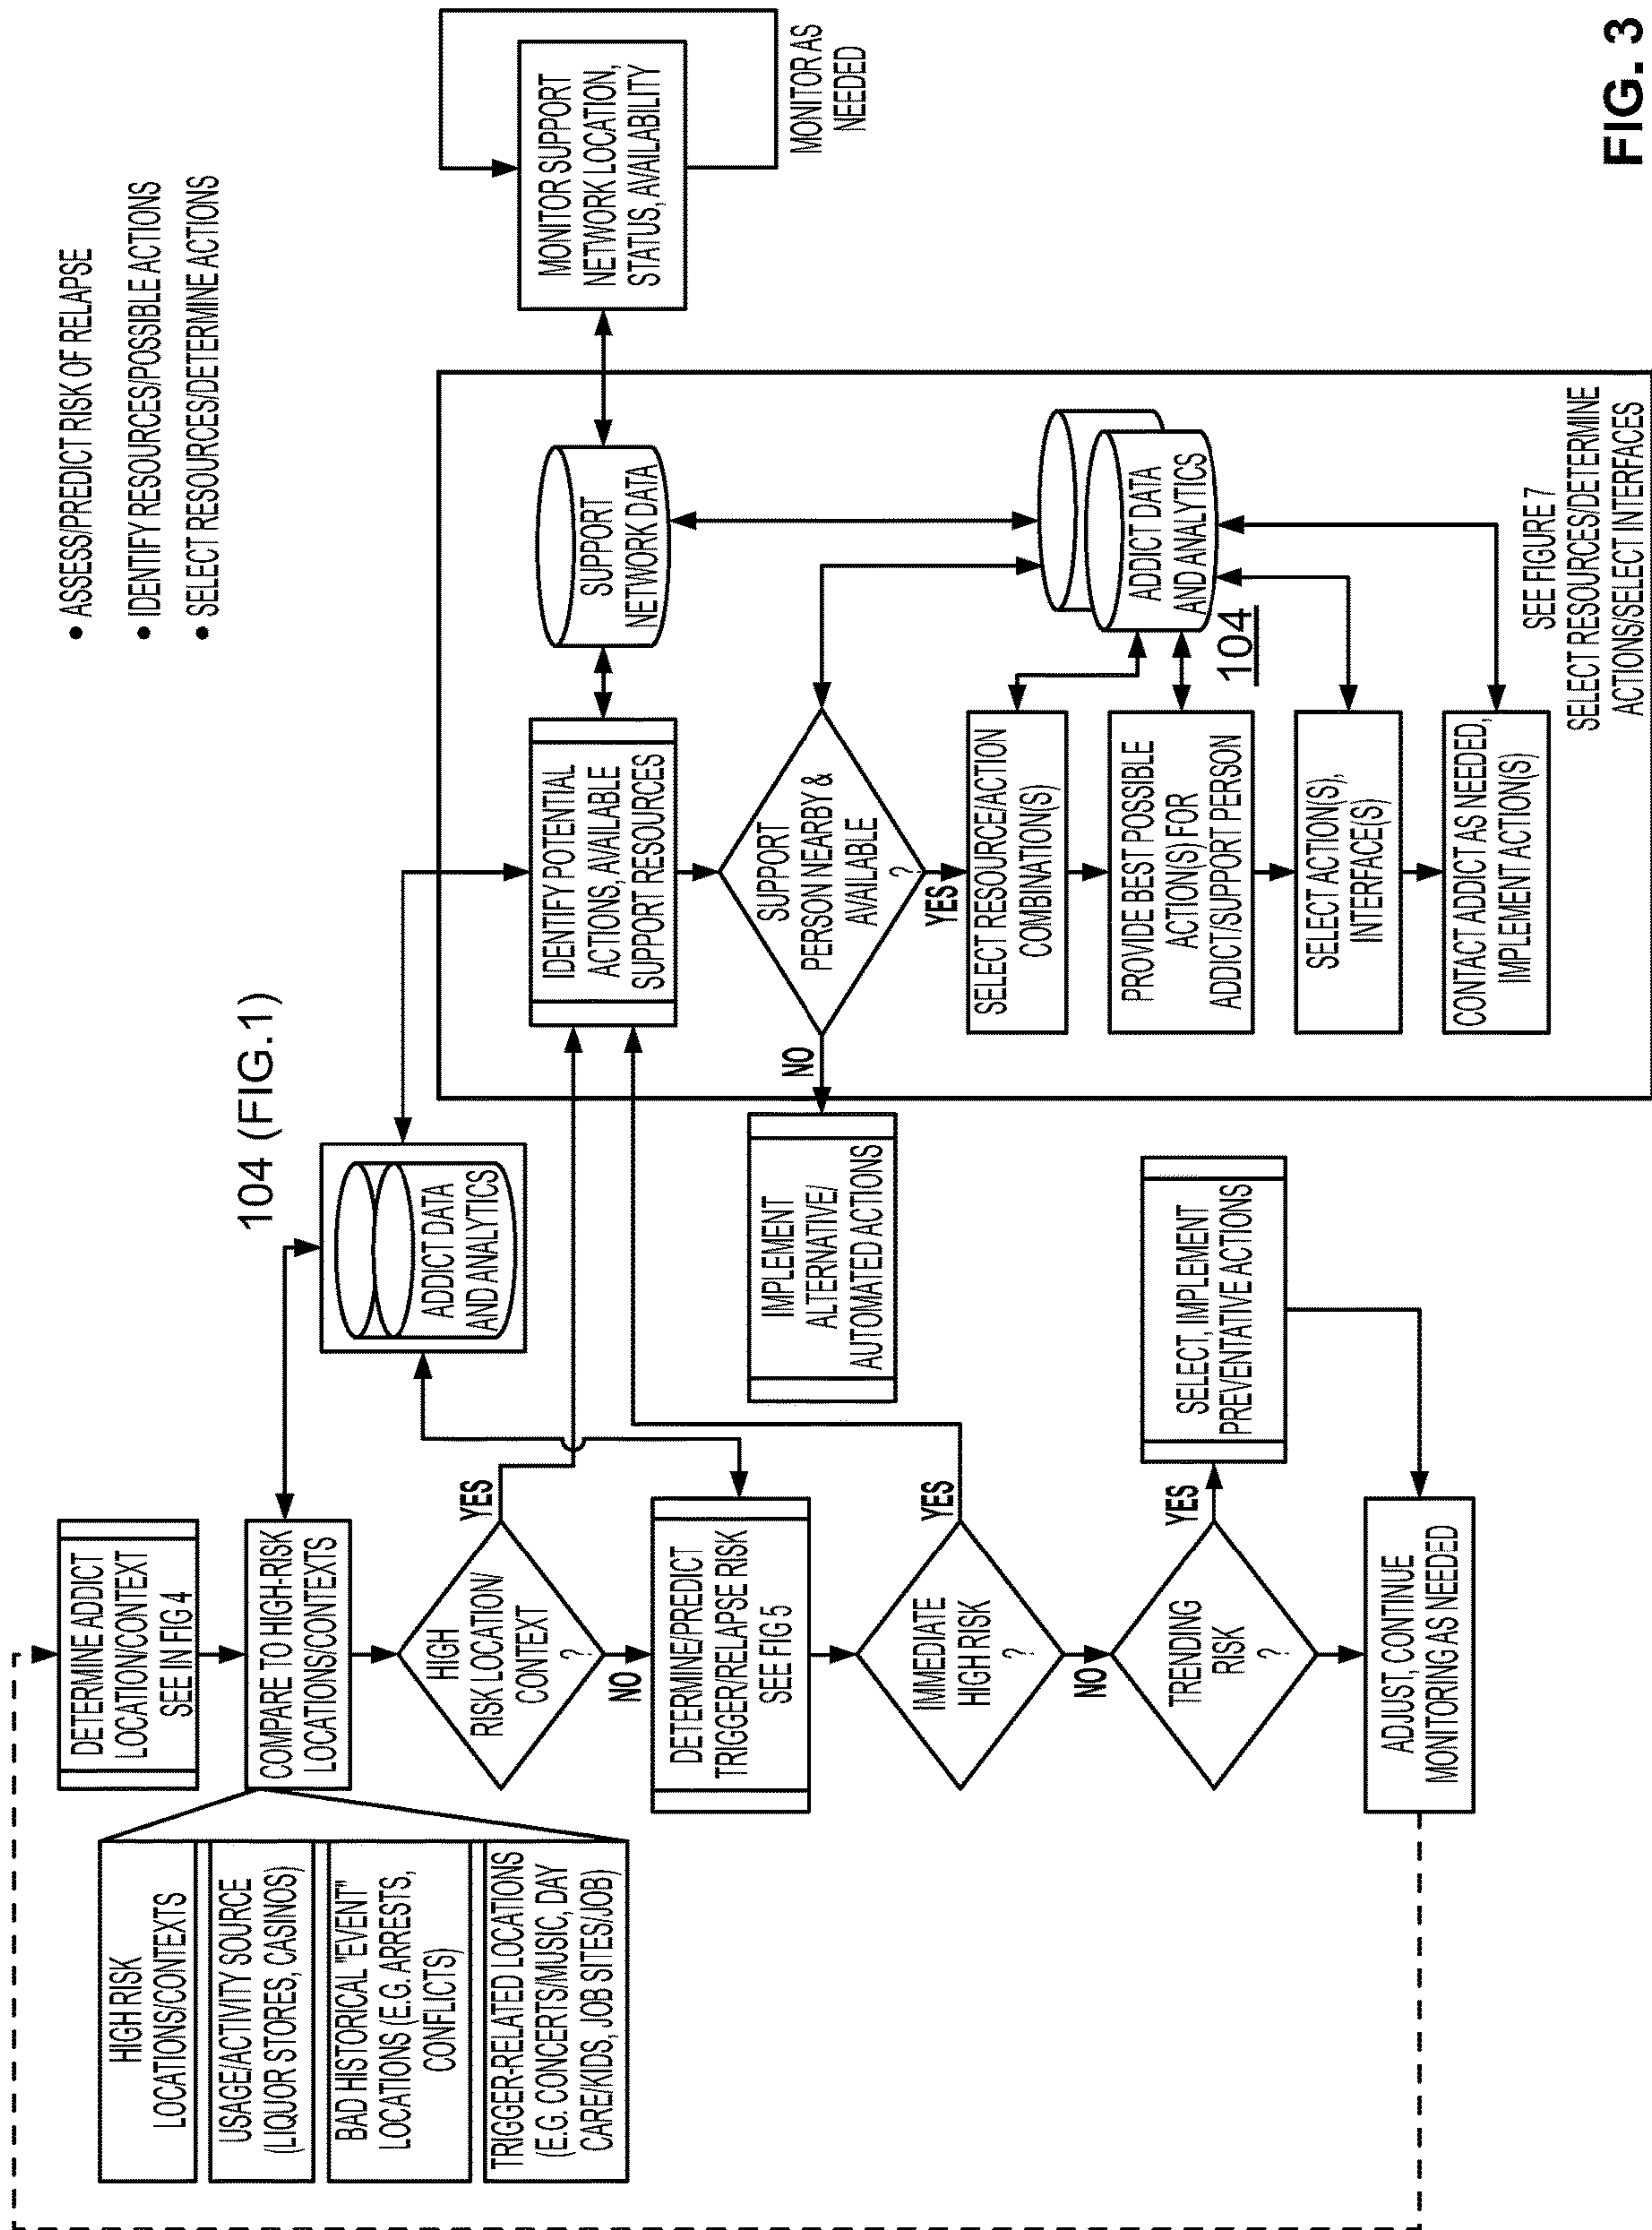 • ASSESS/PREDICT RISK OF RELAPSE
• IDENTIFY RESOURCES/POSSIBLE ACTIONS
• SELECT RESOURCES/DETERMINE ACTIONS
HIGH RISK
LOCATIONS/CONTEXTS
USAGE/ACTIVITY SOURCE
(LIQUOR STORES, CASINOS)
BAD HISTORICAL "EVENT"
LOCATIONS (E.G. ARRESTS,
CONFLICTS)
TRIGGER-RELATED LOCATIONS
(E.G. CONCERTS/MUSIC, DAY
CARE/KIDS, JOB SITES/JOB)
DETERMINE ADDICT
LOCATION/CONTEXT
SEE IN FIG 4
COMPARE TO HIGH-RISK
LOCATIONS/CONTEXTS
HIGH
RISK LOCATION/
CONTEXT
?
YES
NO
DETERMINE/PREDICT
TRIGGER/RELAPSE RISK
SEE FIG 5
IMMEDIATE
HIGH RISK
?
YES
NO
TRENDING
RISK
?
YES
SELECT, IMPLEMENT
PREVENTATIVE ACTIONS
ADJUST, CONTINUE
MONITORING AS NEEDED
104 (FIG.1)
ADDICT DATA
AND ANALYTICS
IMPLEMENT
ALTERNATIVE/
AUTOMATED ACTIONS
IDENTIFY POTENTIAL
ACTIONS, AVAILABLE
SUPPORT RESOURCES
SUPPORT
PERSON NEARBY &
AVAILABLE
?
NO
YES
SELECT RESOURCE/ACTION
COMBINATION(S)
PROVIDE BEST POSSIBLE
ACTION(S) FOR
ADDICT/SUPPORT PERSON
SELECT ACTION(S),
INTERFACE(S)
CONTACT ADDICT AS NEEDED,
IMPLEMENT ACTION(S)
SUPPORT
NETWORK DATA
ADDICT DATA
AND ANALYTICS
104
SEE FIGURE 7
SELECT RESOURCES/DETERMINE
ACTIONS/SELECT INTERFACES
MONITOR SUPPORT
NETWORK LOCATION,
STATUS, AVAILABILITY
MONITOR AS
NEEDED
FIG. 3